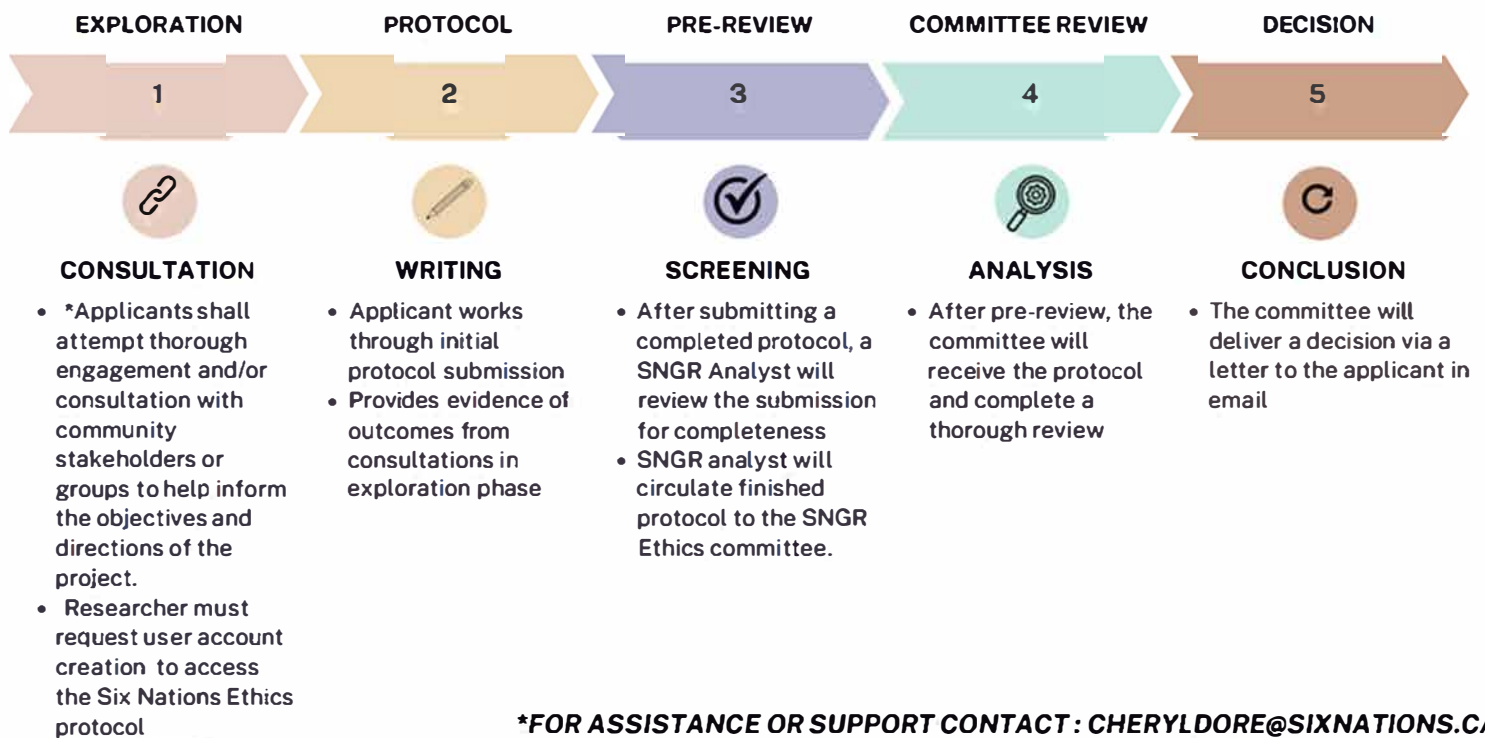 EXPLORATION
PROTOCOL
PRE-REVIEW
COMMITTEE REVIEW
DECISION
1
2
3
4
5
CONSULTATION
• *Applicants shall
attempt thorough
engagement and/or
consultation with
community
stakeholders or
groups to help inform
the objectives and
directions of the
project.
• Researcher must
request user account
creation to access
the Six Nations Ethics
protocol
WRITING
• Applicant works
through initial
protocol submission
• Provides evidence of
outcomes from
consultations in
exploration phase
SCREENING
• After submitting a
completed protocol, a
SNGR Analyst will
review the submission
for completeness
• SNGR analyst will
circulate finished
protocol to the SNGR
Ethics committee.
ANALYSIS
• After pre-review, the
committee will
receive the protocol
and complete a
thorough review
CONCLUSION
• The committee will
deliver a decision via a
letter to the applicant in
email
*FOR ASSISTANCE OR SUPPORT CONTACT : CHERYLDORE@SIXNATIONS.CA